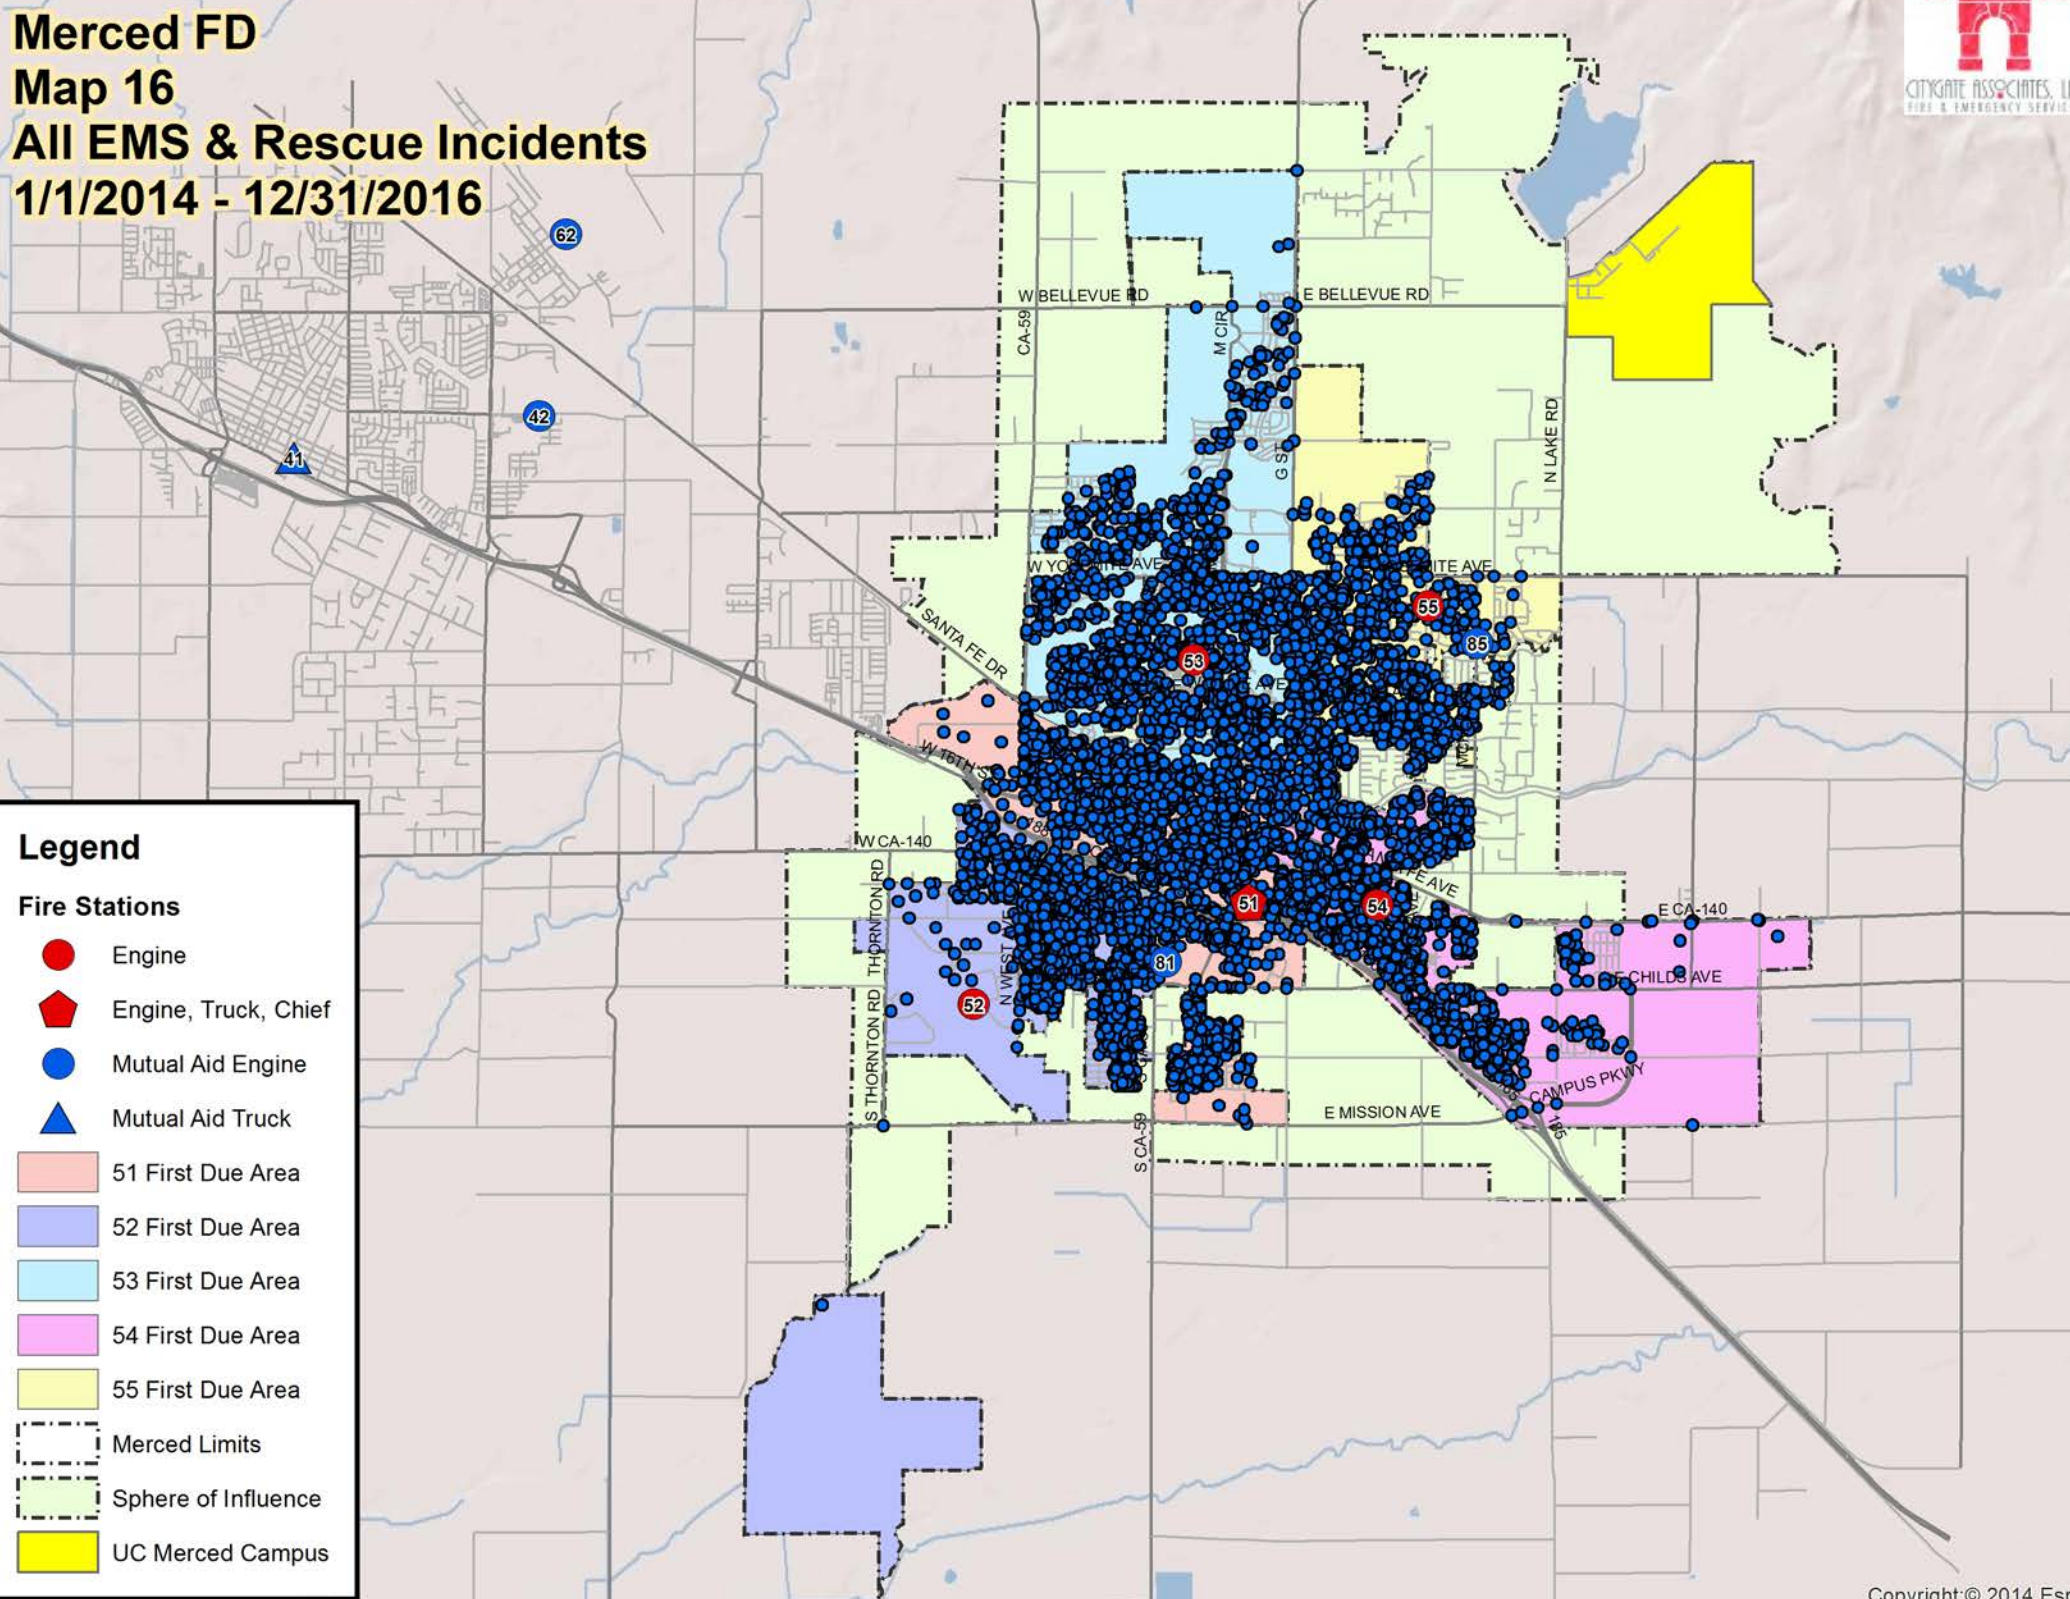 Merced FD
Map 16
All EMS & Rescue Incidents
1/1/2014 - 12/31/2016
CITYGATE ASSOCIATES, LL
FIRE & EMERGENCY SERVIC
62
42
41
W BELLEVUE RD
E BELLEVUE RD
CA-59
M CIR
G ST
N LAKE RD
55
85
53
SANTA FE DR
W 16TH S
W CA-140
THORNTON RD
S THORNTON RD
N WEST AVE
51
54
E CA-140
81
52
E CHILDS AVE
CAMPUS PKWY
E MISSION AVE
S CA-59
Legend
Fire Stations
Engine
Engine, Truck, Chief
Mutual Aid Engine
Mutual Aid Truck
51 First Due Area
52 First Due Area
53 First Due Area
54 First Due Area
55 First Due Area
Merced Limits
Sphere of Influence
UC Merced Campus
Copyright:© 2014 Esr